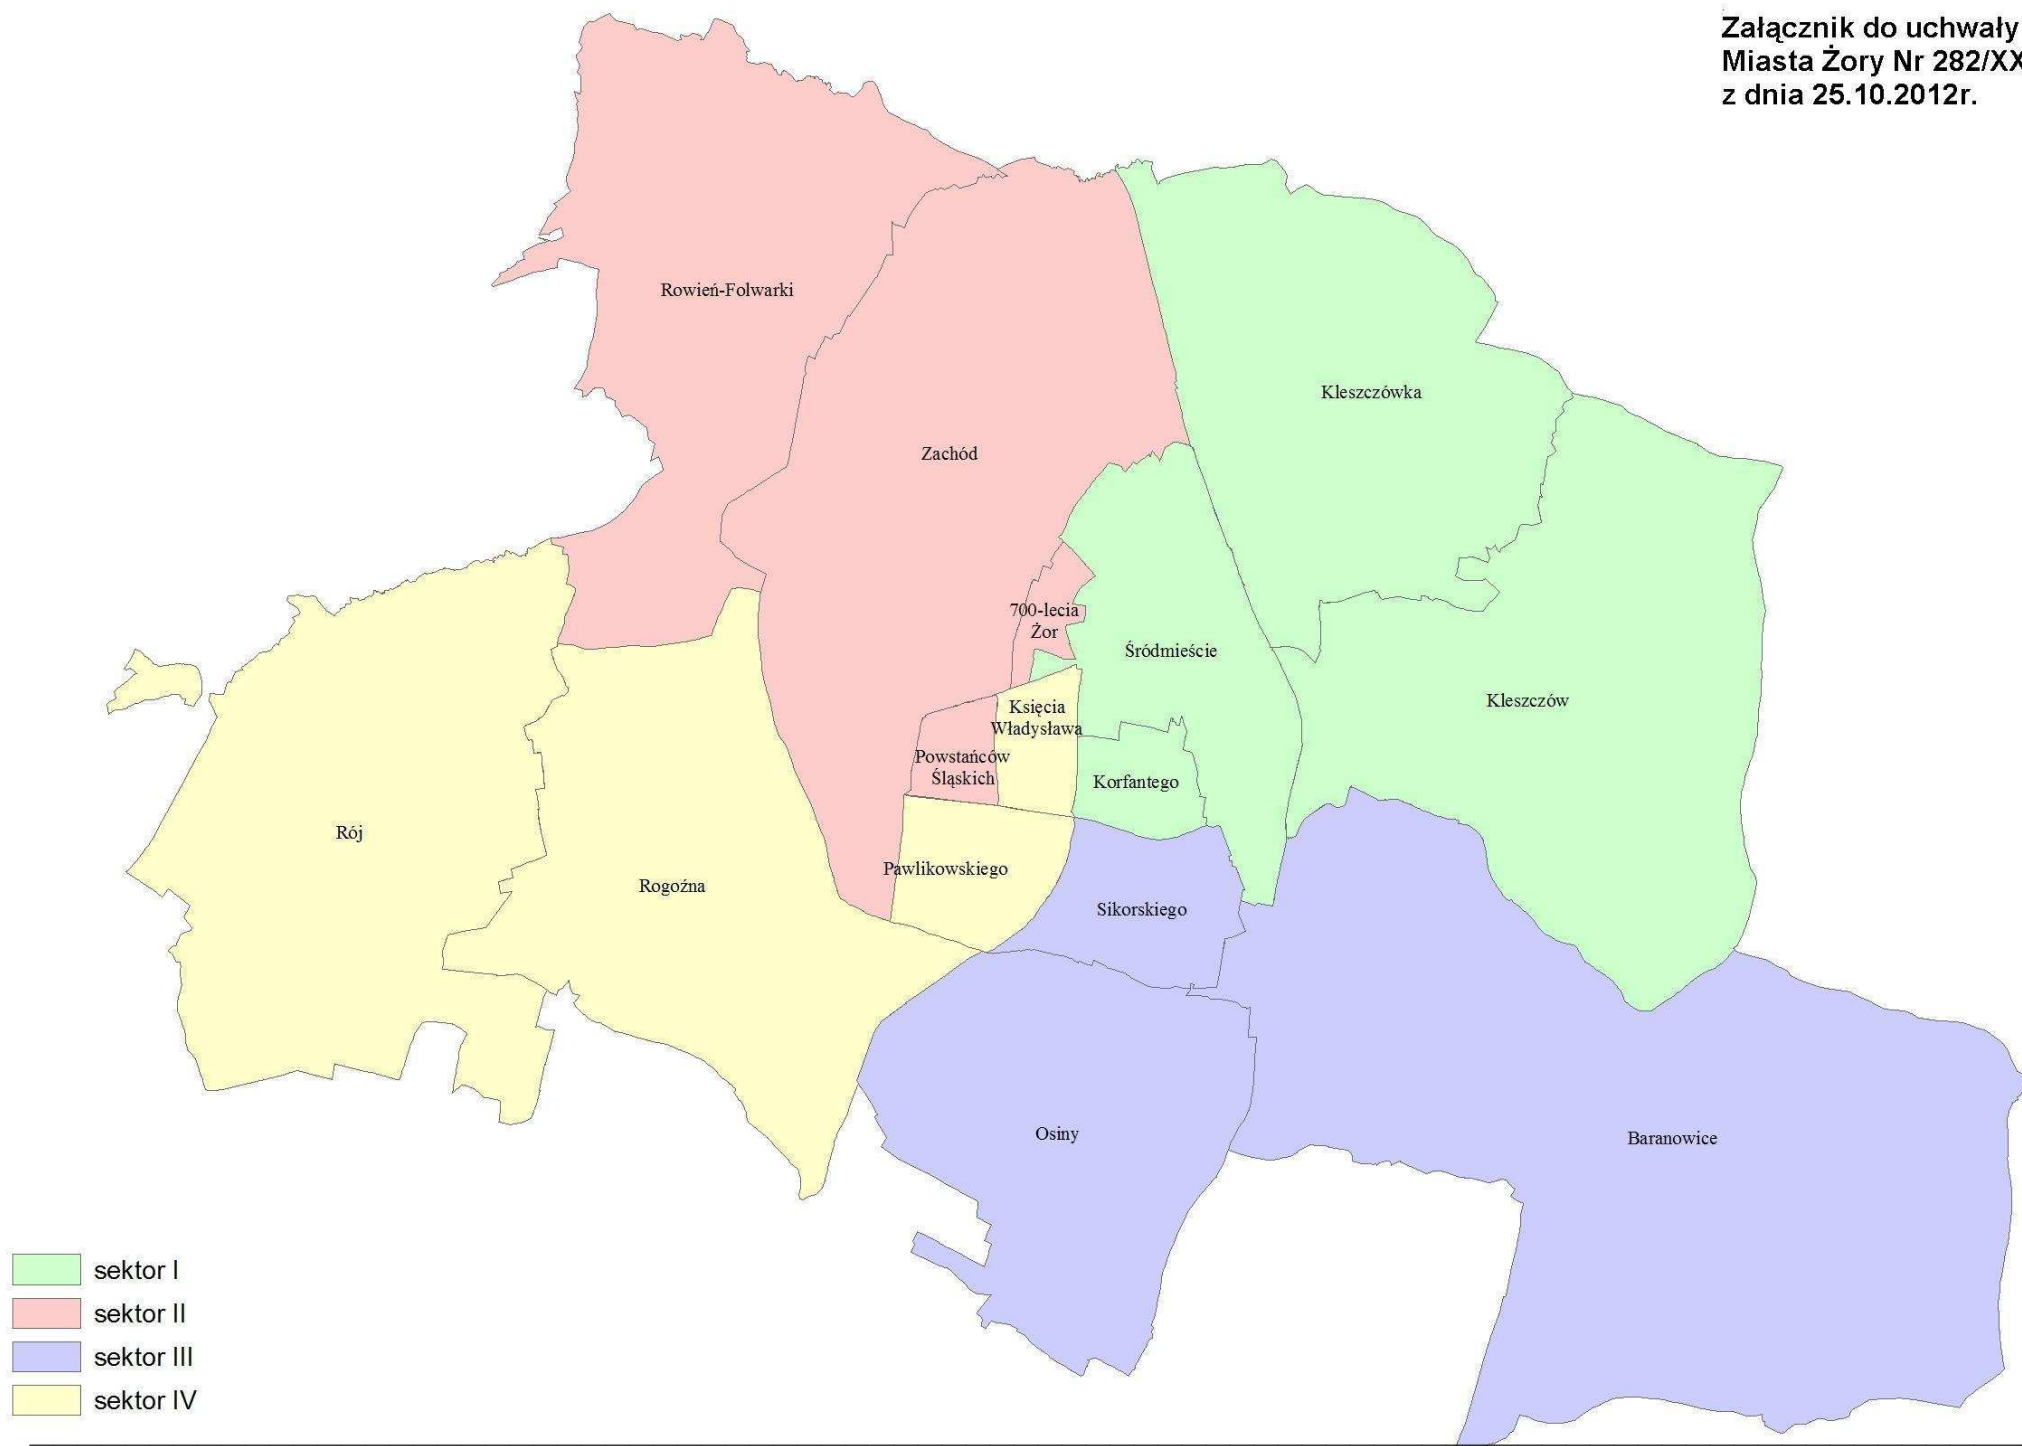 Załącznik do uchwały
Miasta Żory Nr 282/XX
z dnia 25.10.2012r.
Rowień-Folwarki
Kleszczówka
Zachód
700-lecia
Żor
Śródmieście
Kleszczów
Księcia
Władysława
Powstańców
Śląskich
Korfantego
Rój
Pawlikowskiego
Rogoźna
Sikorskiego
Osiny
Baranowice
sektor I
sektor II
sektor III
sektor IV